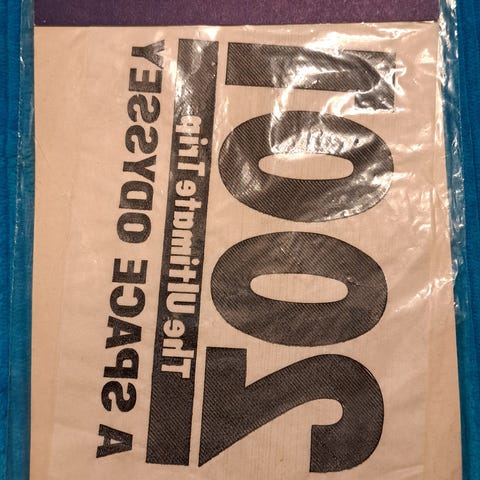 2001
The Ultimate Trip
A SPACE ODYSSEY